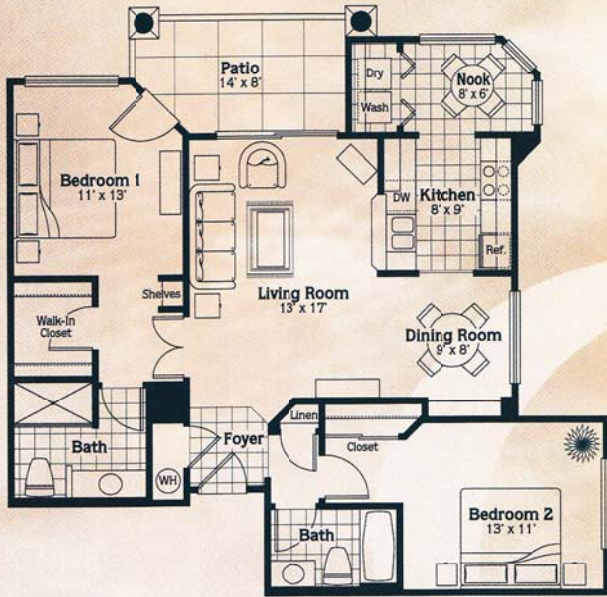 Patio
14' x 8'
Dry
Wash
Nook
8' x 6'
Bedroom 1
11' x 13'
DW
Kitchen
8' x 9'
Ref.
Shelves
Living Room
13' x 17'
Walk-In
Closet
Dining Room
9' x 8'
Linen
Foyer
Closet
Bath
WH
Bedroom 2
13' x 11'
Bath